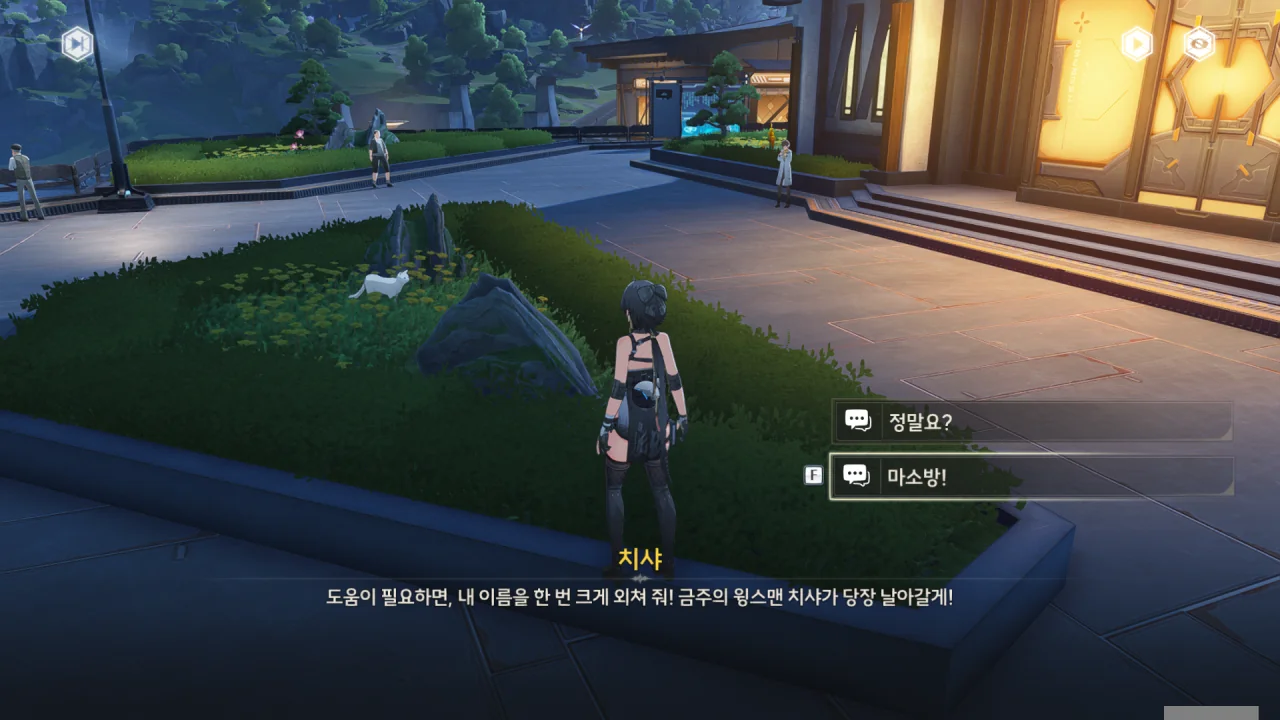 정말요?
F
마소방!
치샤
도움이 필요하면, 내 이름을 한 번 크게 외쳐 줘! 금주의 윙스맨 치샤가 당장 날아갈게!